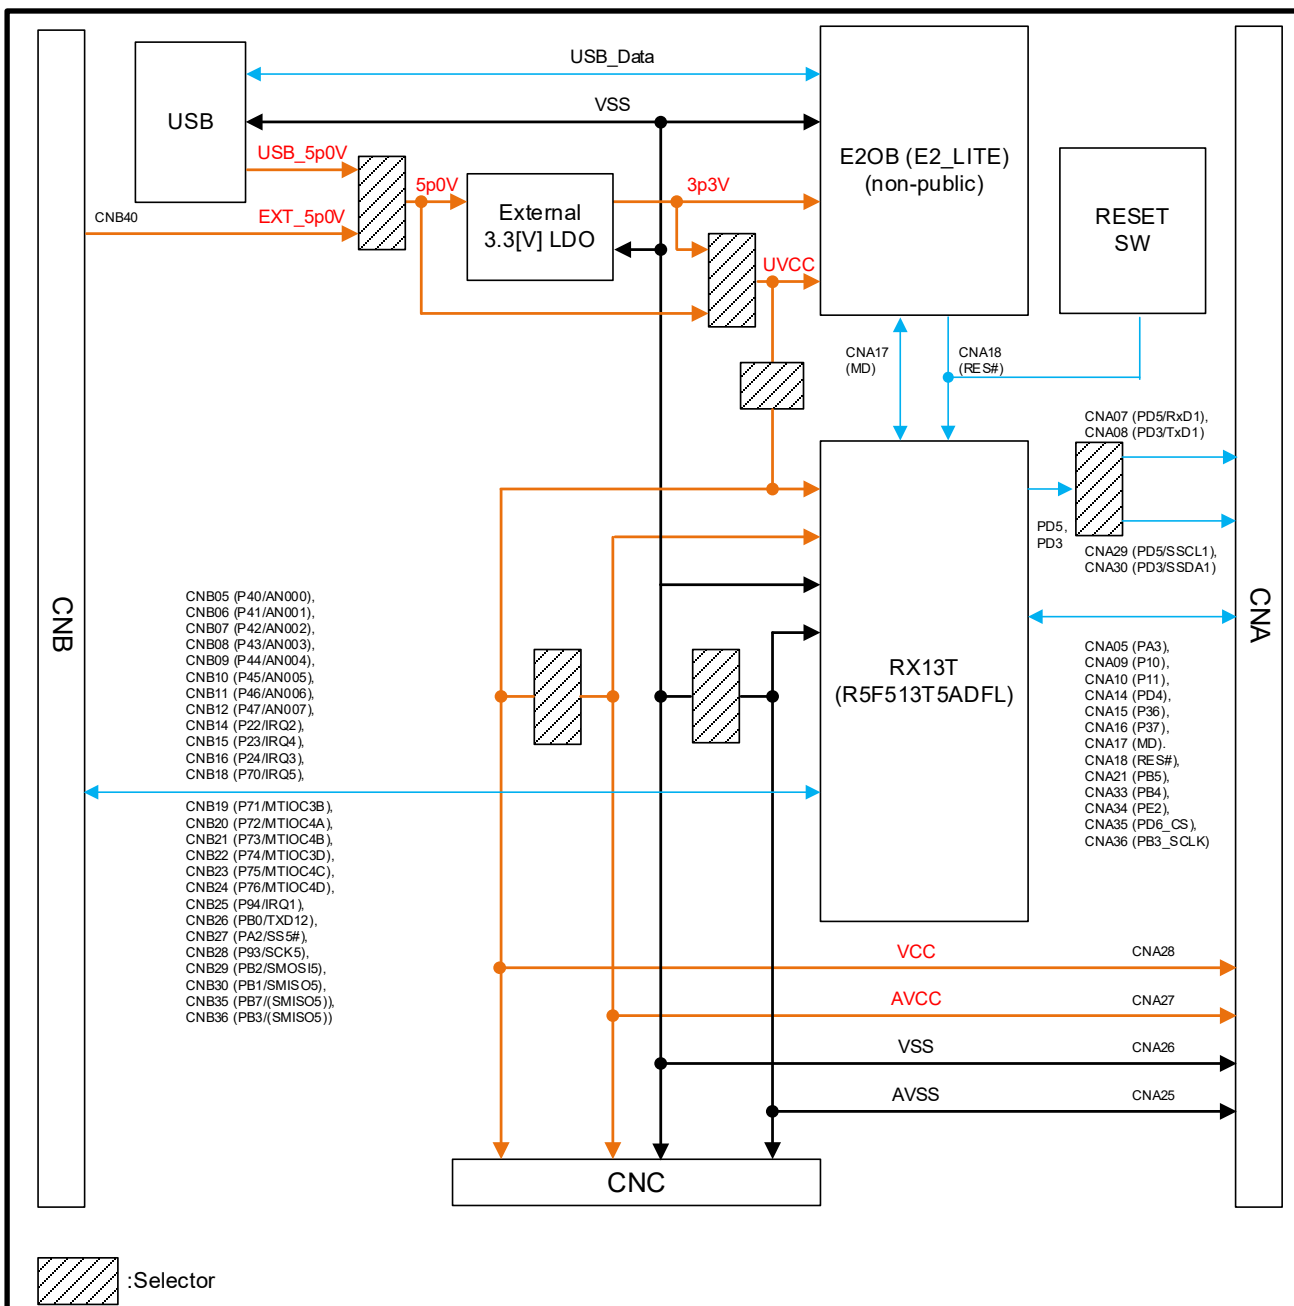 USB_Data
VSS
USB
E2OB (E2_LITE)
(non-public)
USB_5p0V
5p0V
3p3V
CNB40
EXT_5p0V
External
3.3[V] LDO
RESET
SW
UVCC
CNA17
(MD)
CNA18
(RES#)
CNA07 (PD5/RxD1),
CNA08 (PD3/TxD1)
PD5,
PD3
CNA29 (PD5/SSCL1),
CNA30 (PD3/SSDA1)
CNB
CNB05 (P40/AN000),
CNB06 (P41/AN001),
CNB07 (P42/AN002),
CNB08 (P43/AN003),
CNB09 (P44/AN004),
CNB10 (P45/AN005),
CNB11 (P46/AN006),
CNB12 (P47/AN007),
CNB14 (P22/IRQ2),
CNB15 (P23/IRQ4),
CNB16 (P24/IRQ3),
CNB18 (P70/IRQ5),
CNB19 (P71/MTIOC3B),
CNB20 (P72/MTIOC4A),
CNB21 (P73/MTIOC4B),
CNB22 (P74/MTIOC3D),
CNB23 (P75/MTIOC4C),
CNB24 (P76/MTIOC4D),
CNB25 (P94/IRQ1),
CNB26 (PB0/TXD12),
CNB27 (PA2/SS5#),
CNB28 (P93/SCK5),
CNB29 (PB2/SMOSI5),
CNB30 (PB1/SMISO5),
CNB35 (PB7/(SMISO5)),
CNB36 (PB3/(SMISO5))
RX13T
(R5F513T5ADFL)
CNA05 (PA3),
CNA09 (P10),
CNA10 (P11),
CNA14 (PD4),
CNA15 (P36),
CNA16 (P37),
CNA17 (MD).
CNA18 (RES#),
CNA21 (PB5),
CNA33 (PB4),
CNA34 (PE2),
CNA35 (PD6_CS),
CNA36 (PB3_SCLK)
CNA
VCC
CNA28
AVCC
CNA27
VSS
CNA26
AVSS
CNA25
CNC
:Selector